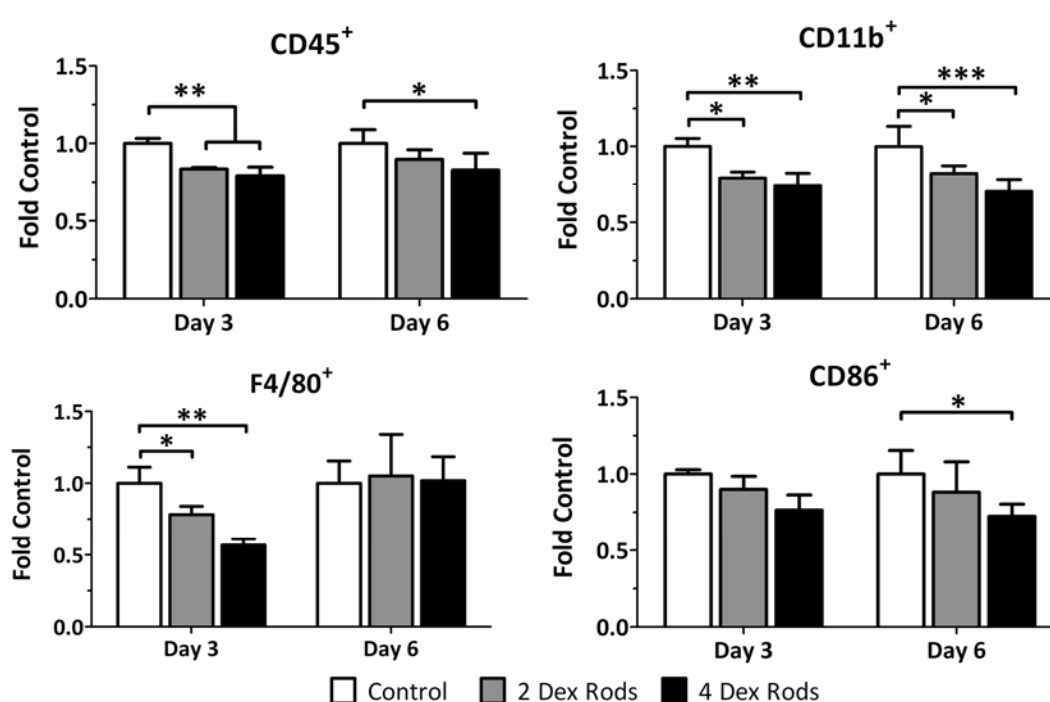 CD45⁺
Fold Control
1.5
1.0
0.5
0.0
**
*
Day 3
Day 6
CD11b⁺
Fold Control
1.5
1.0
0.5
0.0
**
*
***
*
Day 3
Day 6
F4/80⁺
Fold Control
1.5
1.0
0.5
0.0
**
*
Day 3
Day 6
CD86⁺
Fold Control
1.5
1.0
0.5
0.0
*
Day 3
Day 6
Control 2 Dex Rods 4 Dex Rods